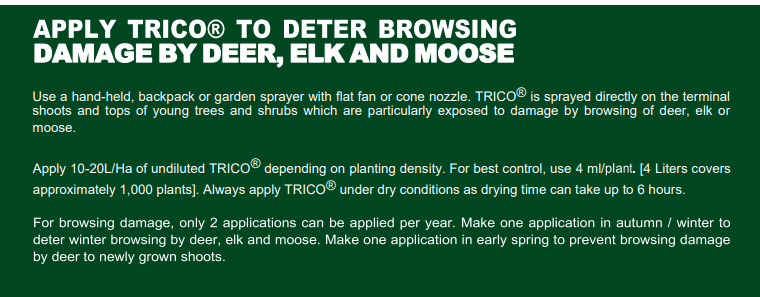 APPLY TRICO® TO DETER BROWSING
DAMAGE BY DEER, ELK AND MOOSE
Use a hand-held, backpack or garden sprayer with flat fan or cone nozzle. TRICO® is sprayed directly on the terminal
shoots and tops of young trees and shrubs which are particularly exposed to damage by browsing of deer, elk or
moose.
Apply 10-20L/Ha of undiluted TRICO® depending on planting density. For best control, use 4 ml/plant. [4 Liters covers
approximately 1,000 plants]. Always apply TRICO® under dry conditions as drying time can take up to 6 hours.
For browsing damage, only 2 applications can be applied per year. Make one application in autumn / winter to
deter winter browsing by deer, elk and moose. Make one application in early spring to prevent browsing damage
by deer to newly grown shoots.